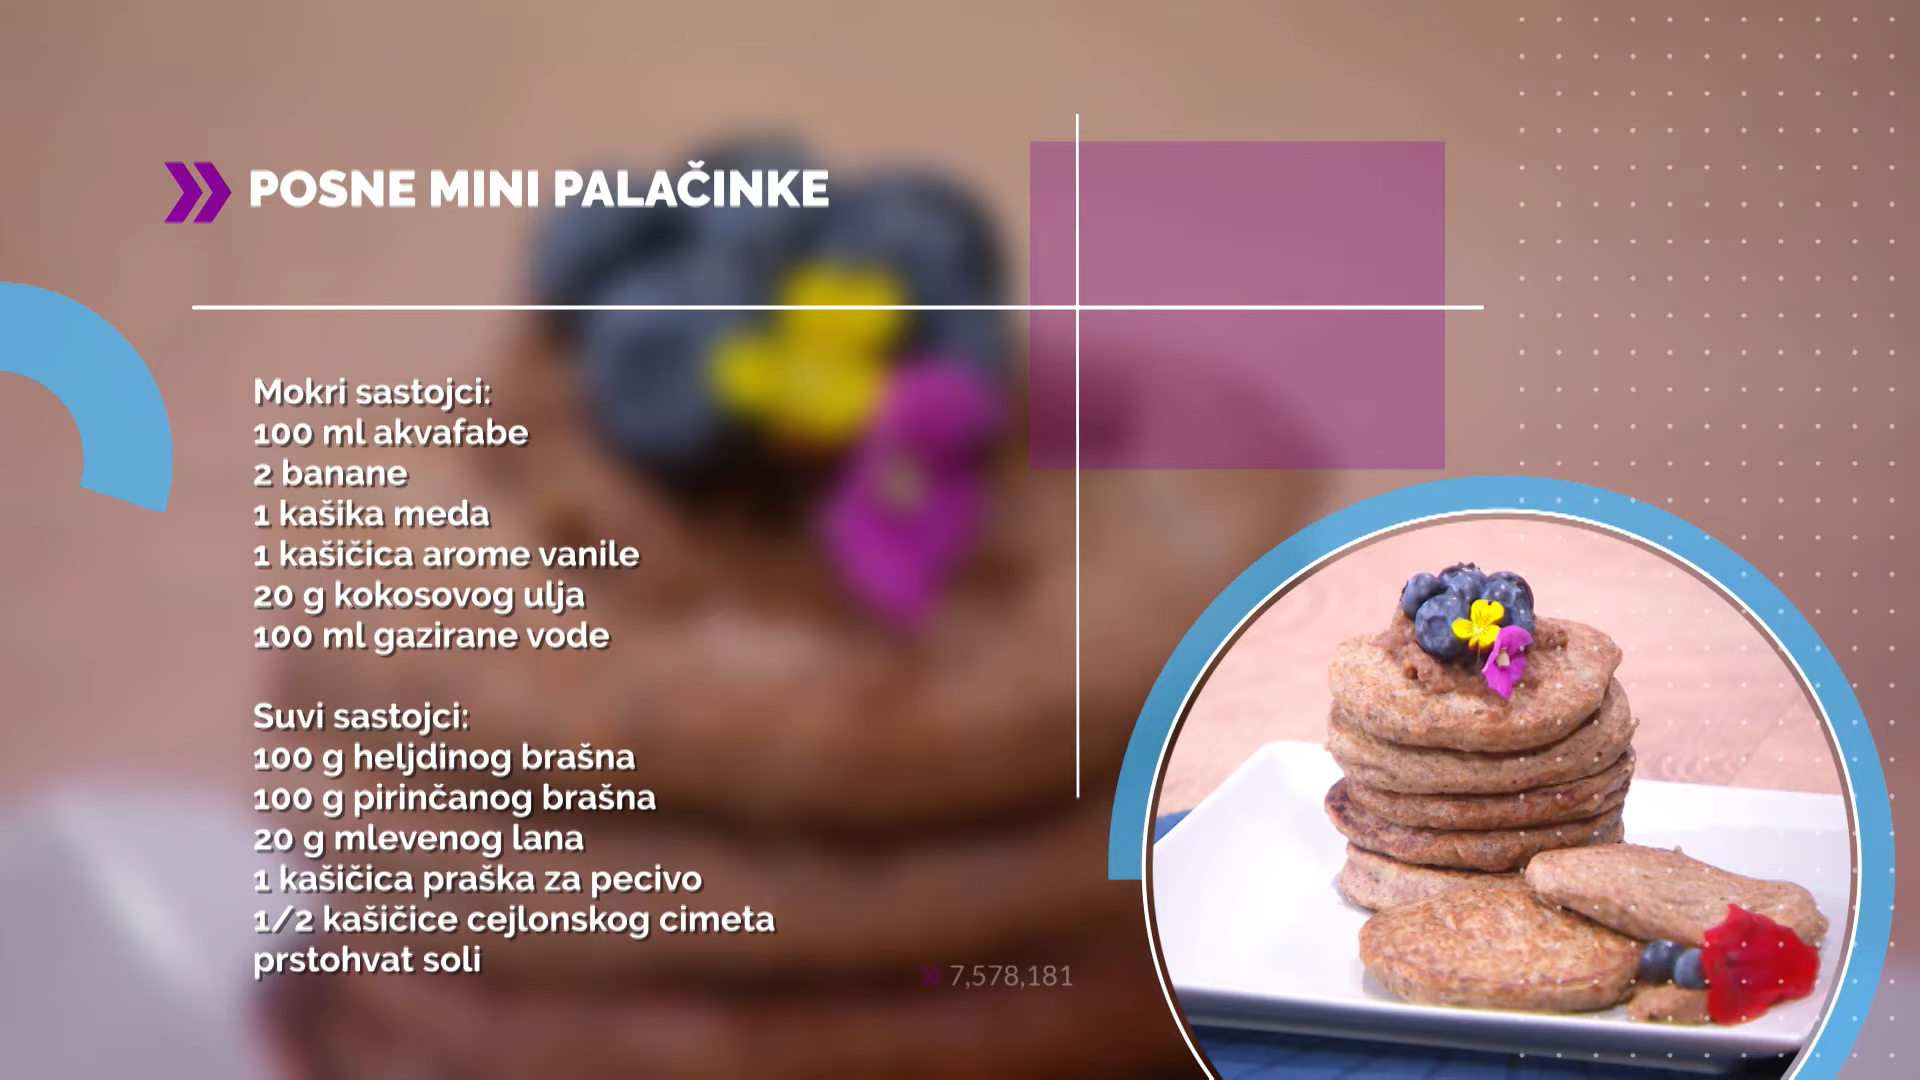 POSNE MINI PALAČINKE
Mokri sastojci:
100 ml akvafabe
2 banane
1 kašika meda
1 kašičica arome vanile
20 g kokosovog ulja
100 ml gazirane vode
Suvi sastojci:
100 g heljdinog brašna
100 g pirinčanog brašna
20 g mlevenog lana
1 kašičica praška za pecivo
1/2 kašičice cejlonskog cimeta
prstohvat soli
7,578,181